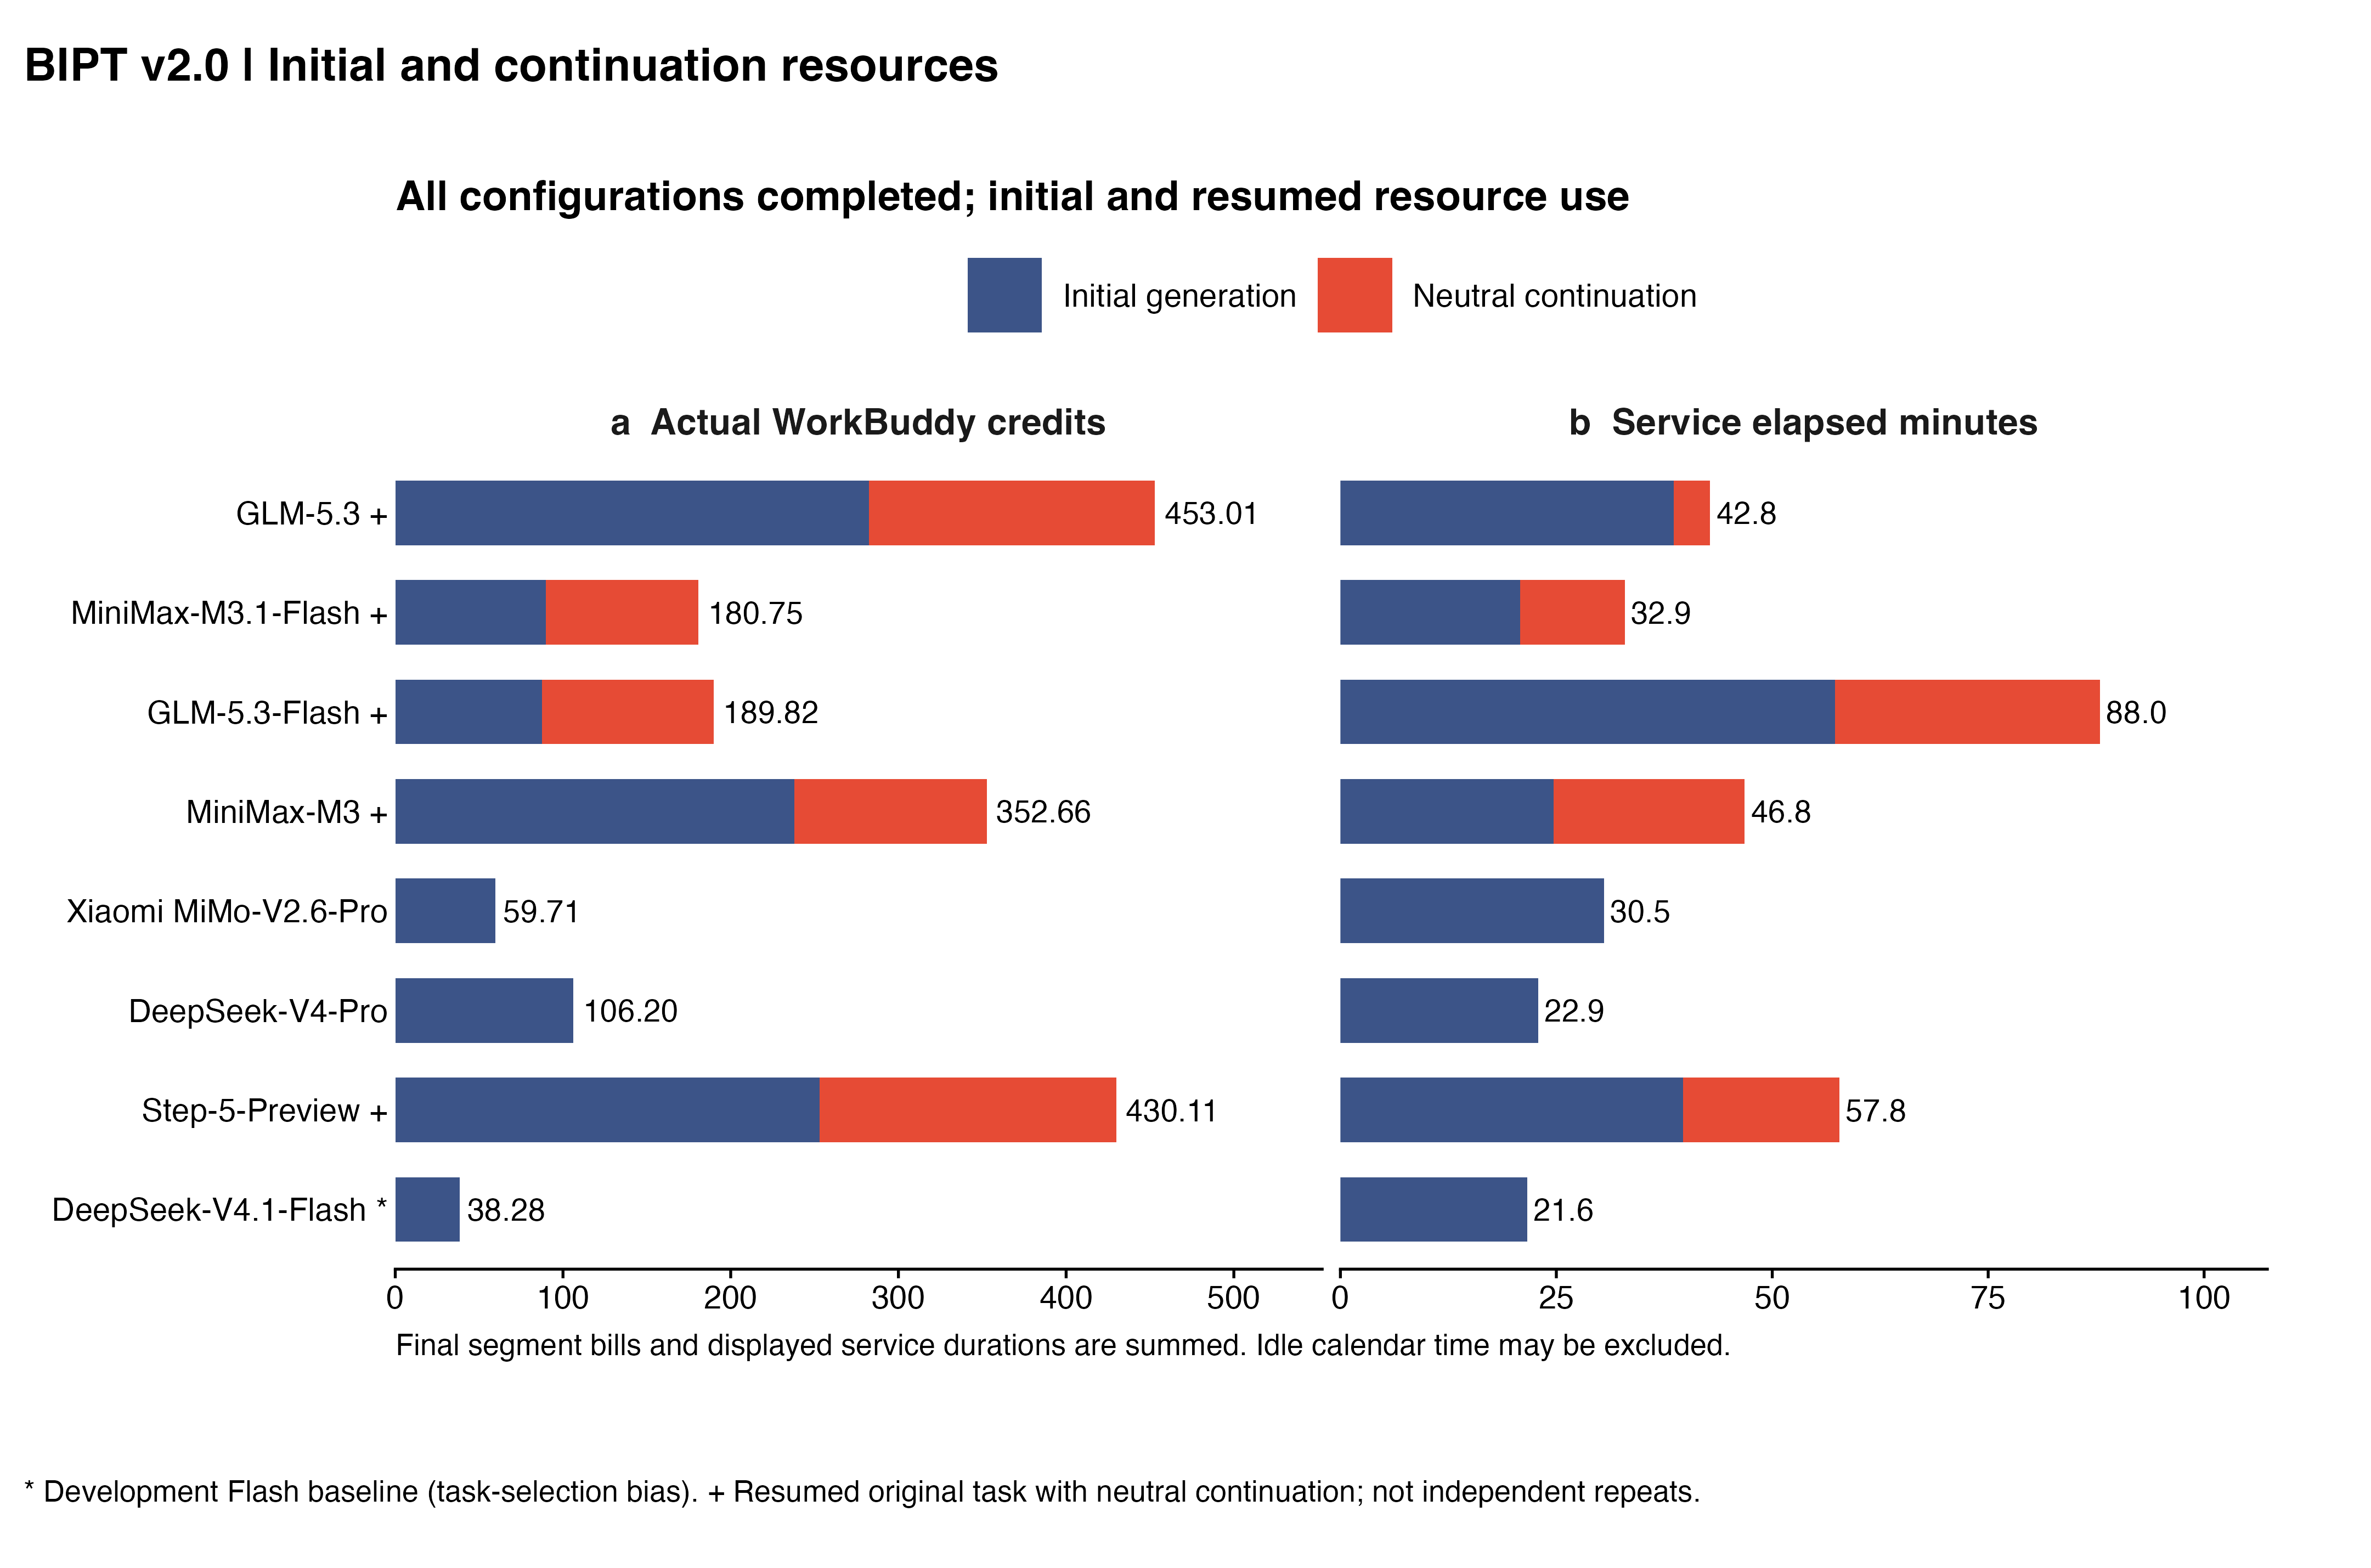 BIPT v2.0 | Initial and continuation resources
All configurations completed; initial and resumed resource use
Initial generation
Neutral continuation
a Actual WorkBuddy credits
b Service elapsed minutes
GLM-5.3 +
453.01
42.8
MiniMax-M3.1-Flash +
180.75
32.9
GLM-5.3-Flash +
189.82
88.0
MiniMax-M3 +
352.66
46.8
Xiaomi MiMo-V2.6-Pro
59.71
30.5
DeepSeek-V4-Pro
106.20
22.9
Step-5-Preview +
430.11
57.8
DeepSeek-V4.1-Flash *
38.28
21.6
0 100 200 300 400 500
0 25 50 75 100
Final segment bills and displayed service durations are summed. Idle calendar time may be excluded.
* Development Flash baseline (task-selection bias). + Resumed original task with neutral continuation; not independent repeats.